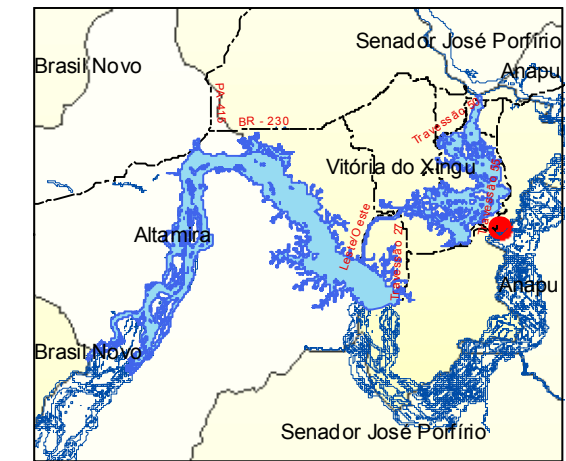 Senador José Porfírio
Brasil Novo
Anapu
PA-416
BR - 230
Travessão 55
Vitória do Xingu
Travessão 27
Leste/Oeste
Altamira
Anapu
Brasil Novo
Senador José Porfírio